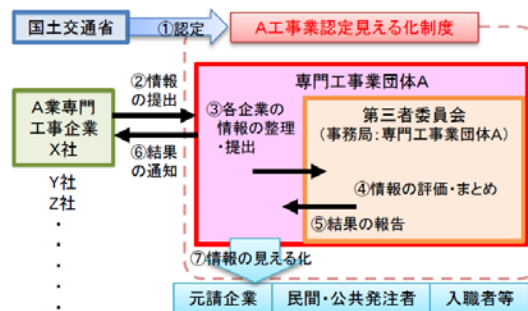 国土交通省
①認定
A工事業認定見える化制度
A業専門
工事企業
X社
Y社
Z社
・
・
・
・
・
②情報
の提出
⑥結果
の通知
専門工事業団体A
③各企業の
情報の整理
・提出
第三者委員会
(事務局:専門工事業団体A)
④情報の評価・まとめ
⑤結果の報告
⑦情報の見える化
元請企業
民間・公共発注者
入職者等